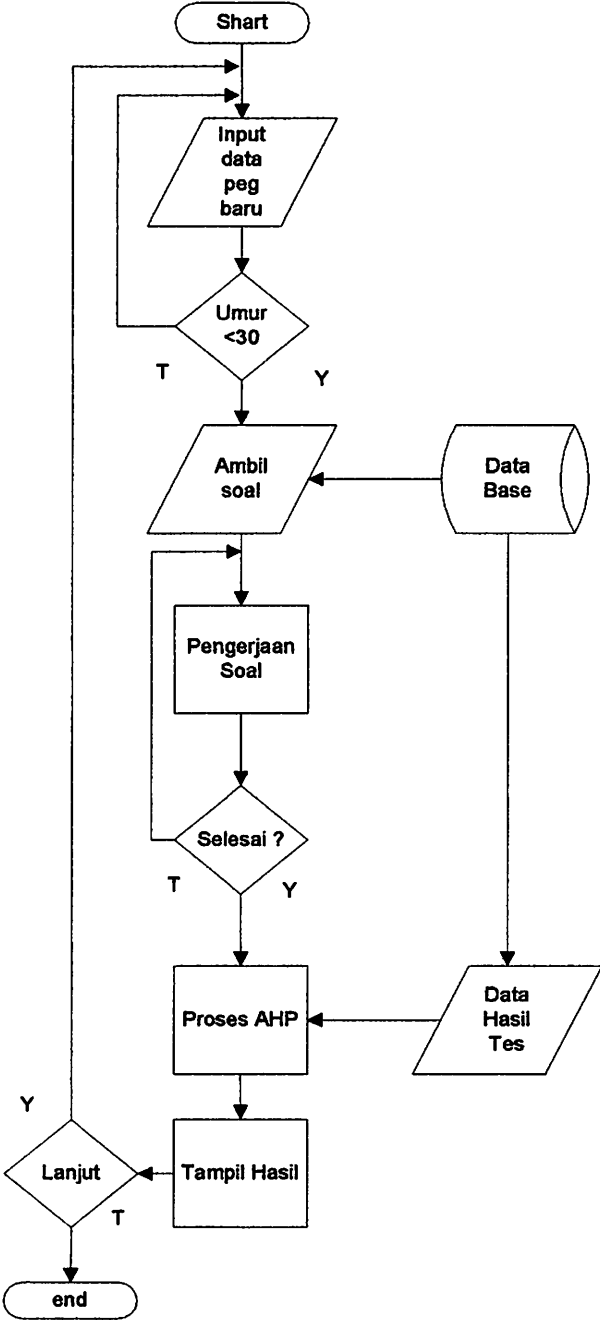 Shart
Input
data
peg
baru
Umur
<30
T
Y
Ambil
soal
Data
Base
Pengerjaan
Soal
Selesai ?
T
Y
Proses AHP
Data
Hasil
Tes
Y
Lanjut
Tampil Hasil
T
end